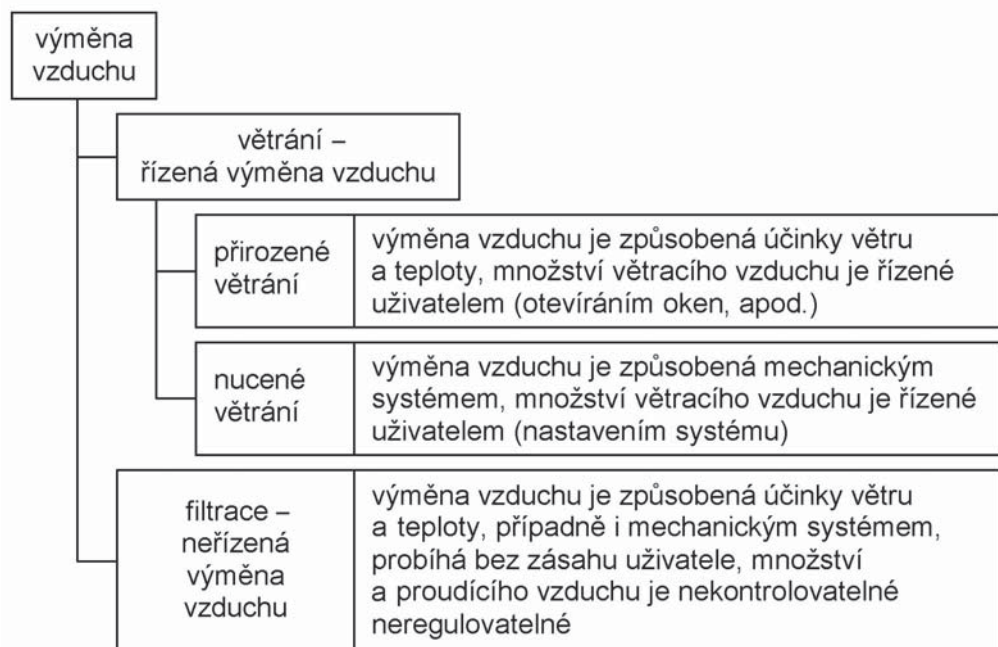 výměna
vzduchu
větrání –
řízená výměna vzduchu
přirozené
větrání
výměna vzduchu je způsobená účinky větru
a teploty, množství větracího vzduchu je řízené
uživatelem (otevíráním oken, apod.)
nucené
větrání
výměna vzduchu je způsobená mechanickým
systémem, množství větracího vzduchu je řízené
uživatelem (nastavením systému)
filtrace –
neřízená
výměna
vzduchu
výměna vzduchu je způsobená účinky větru
a teploty, případně i mechanickým systémem,
probíhá bez zásahu uživatele, množství
a proudícího vzduchu je nekontrolovatelné
neregulovatelné